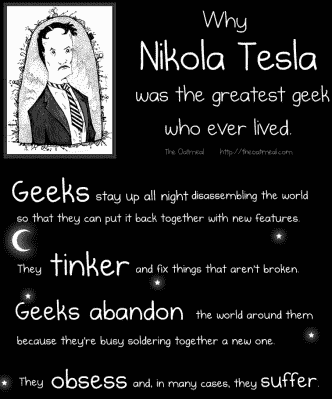 Why
Nikola Tesla
was the greatest geek
who ever lived.
The Oatmeal http://theoatmeal.com
Geeks stay up all night disassembling the world
so that they can put it back together with new features.
They tinker and fix things that aren't broken.
Geeks abandon the world around them
because they're busy soldering together a new one.
They obsess and, in many cases, they suffer.